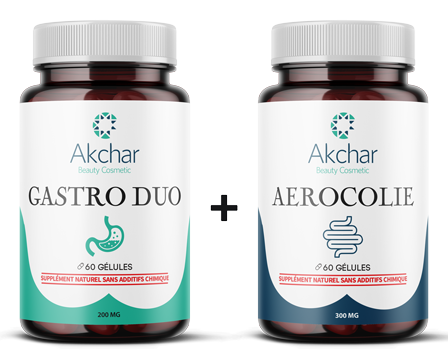 Akchar
Beauty Cosmetic
GASTRO DUO
60 GÉLULES
SUPPLÉMENT NATUREL SANS ADDITIFS CHIMIQUE
200 MG
+
Akchar
Beauty Cosmetic
AEROCOLIE
60 GÉLULES
SUPPLÉMENT NATUREL SANS ADDITIFS CHIMIQUE
300 MG